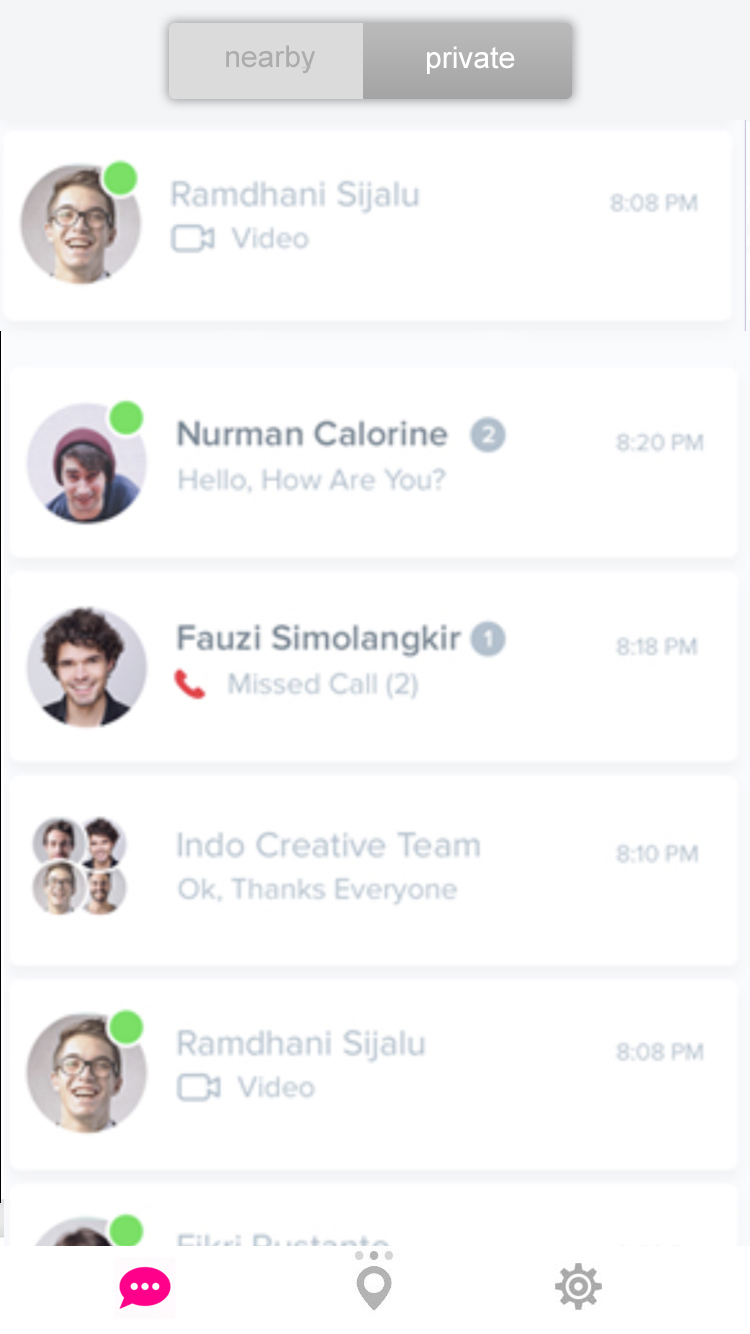 nearby private
Ramdhani Sijalu 8:08 PM
Video
Nurman Calorine 2 8:20 PM
Hello, How Are You?
Fauzi Simolangkir 1 8:18 PM
Missed Call (2)
Indo Creative Team 8:10 PM
Ok, Thanks Everyone
Ramdhani Sijalu 8:08 PM
Video